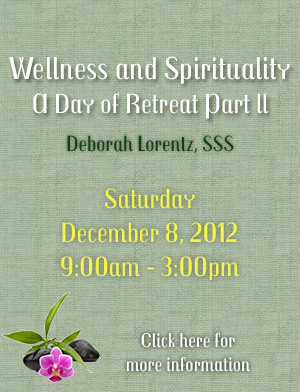 Wellness and Spirituality
A Day of Retreat Part II
Deborah Lorentz, SSS
Saturday
December 8, 2012
9:00am - 3:00pm
Click here for
more information